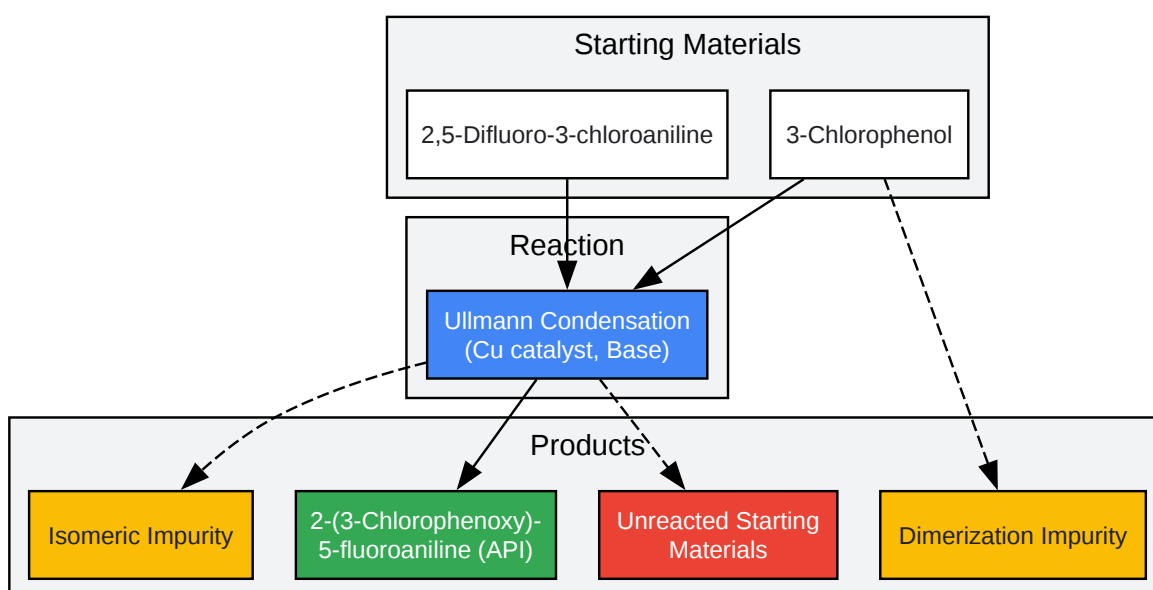 Starting Materials
2,5-Difluoro-3-chloroaniline
3-Chlorophenol
Reaction
Ullmann Condensation
(Cu catalyst, Base)
Products
Isomeric Impurity
2-(3-Chlorophenoxy)-
5-fluoroaniline (API)
Unreacted Starting
Materials
Dimerization Impurity